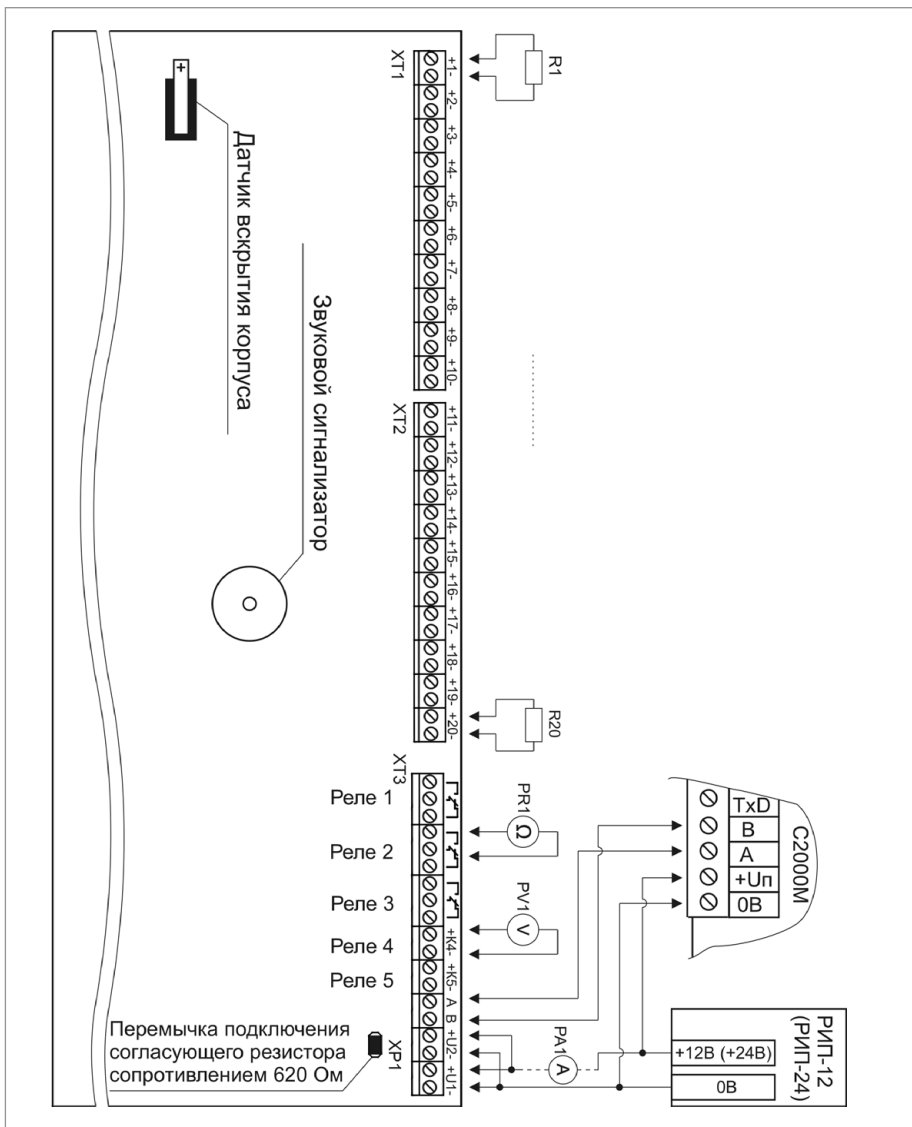 +
Датчик вскрытия корпуса
Звуковой сигнализатор
XT1
+1-
+2-
+3-
+4-
+5-
+6-
+7-
+8-
+9-
+10-
R1
XT2
+11-
+12-
+13-
+14-
+15-
+16-
+17-
+18-
+19-
+20-
R20
XT3
Реле 1
Реле 2
Реле 3
Реле 4
Реле 5
+K4-
+K5-
A
B
+U2-
+U1-
PR1
Ω
PV1
V
PA1
A
TxD
B
A
+Uп
0В
С2000М
РИП-12
(РИП-24)
+12В (+24В)
0В
Перемычка подключения
согласующего резистора
сопротивлением 620 Ом
XP1